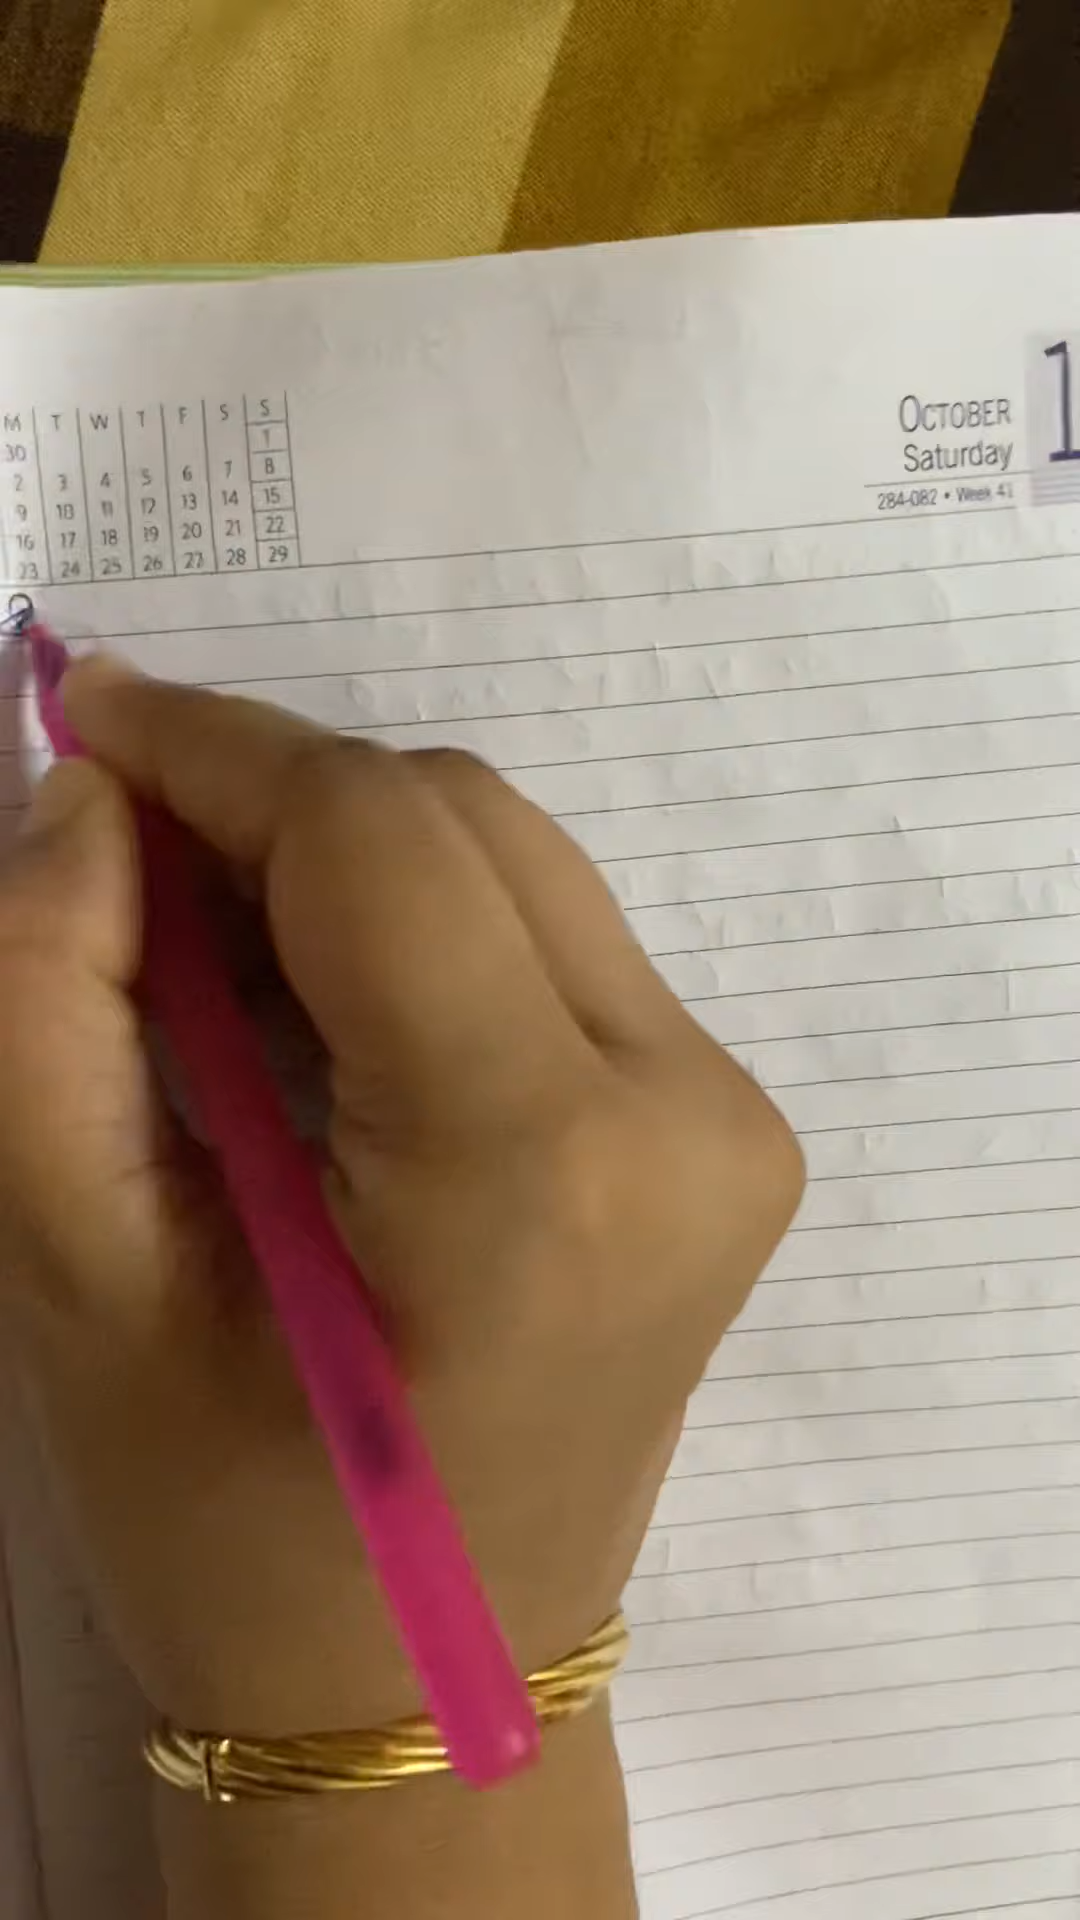 M T W T F S S
30 1
2 3 4 5 6 7 8
9 10 11 12 13 14 15
16 17 18 19 20 21 22
23 24 25 26 27 28 29
OCTOBER
Saturday
284-082 • Week 41
1